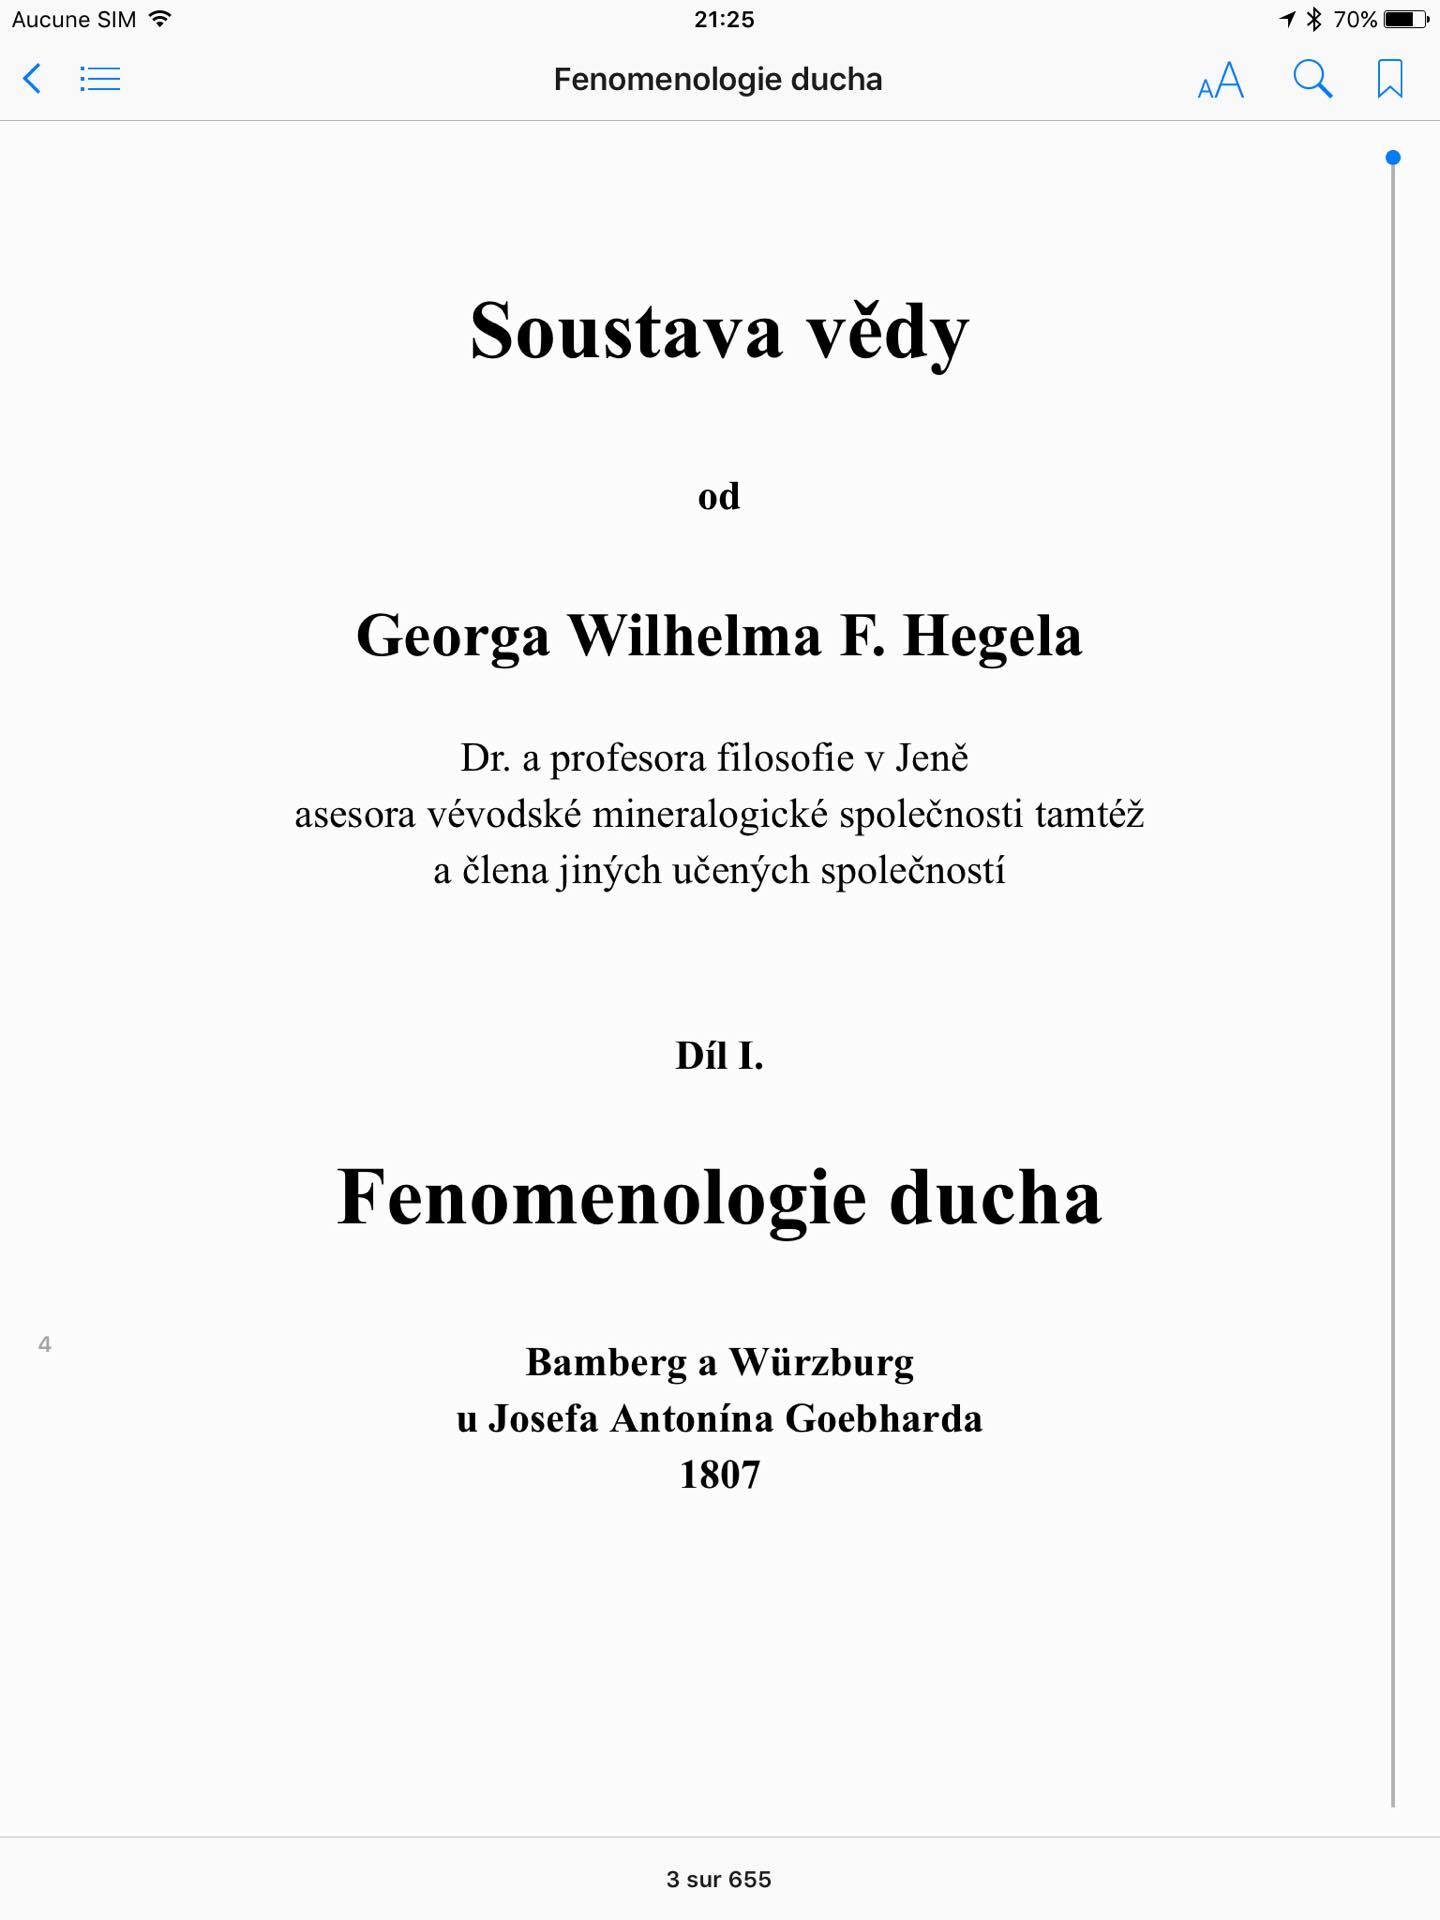 Aucune SIM 21:25 70%
Fenomenologie ducha AA
Soustava vědy
od
Georga Wilhelma F. Hegela
Dr. a profesora filosofie v Jeně
asesora vévodské mineralogické společnosti tamtéž
a člena jiných učených společností
Díl I.
Fenomenologie ducha
4
Bamberg a Würzburg
u Josefa Antonína Goebharda
1807
3 sur 655